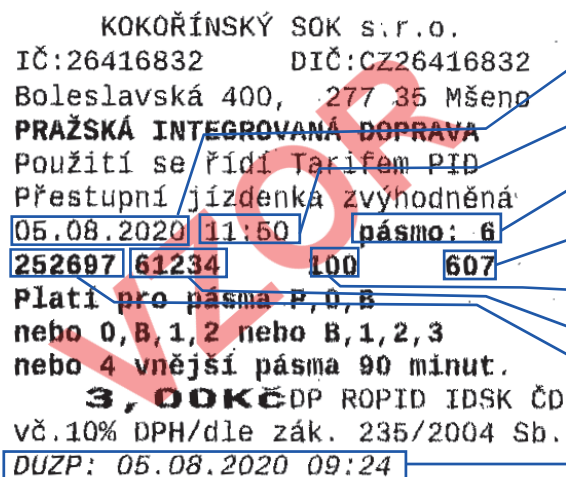 KOKOŘÍNSKÝ SOK s.r.o.
IČ:26416832 DIČ:CZ26416832
Boleslavská 400, 277 35 Mšeno
PRAŽSKÁ INTEGROVANÁ DOPRAVA
Použití se řídí Tarifem PID
Přestupní jízdenka zvýhodněná
05.08.2020 11:50 pásmo: 6
252697 61234 100 607
Platí pro pásma P,0,B
nebo 0,B,1,2 nebo B,1,2,3
nebo 4 vnější pásma 90 minut.
3,00Kč DP ROPID IDSK ČD
vč.10% DPH/dle zák. 235/2004 Sb.
DUZP: 05.08.2020 09:24
VZOR